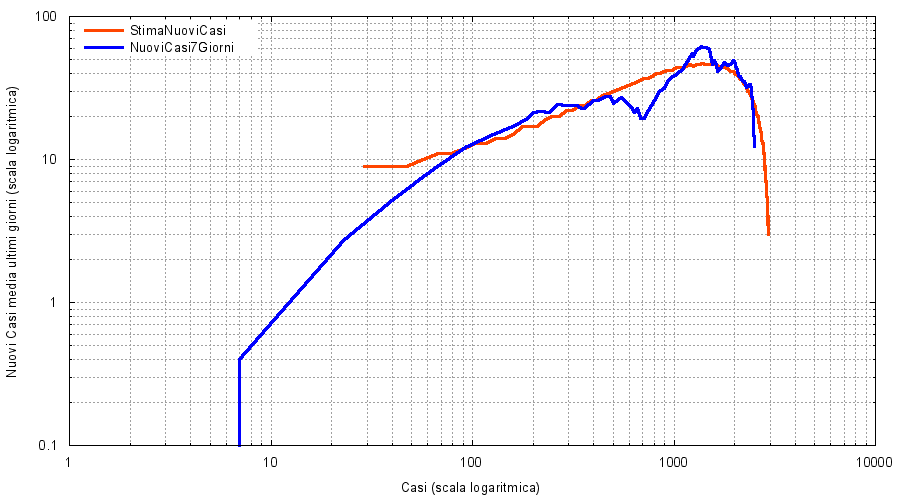 100
StimaNuoviCasi
NuoviCasi7Giorni
10
1
0.1
Nuovi Casi media ultimi giorni (scala logaritmica)
1
10
100
1000
10000
Casi (scala logaritmica)